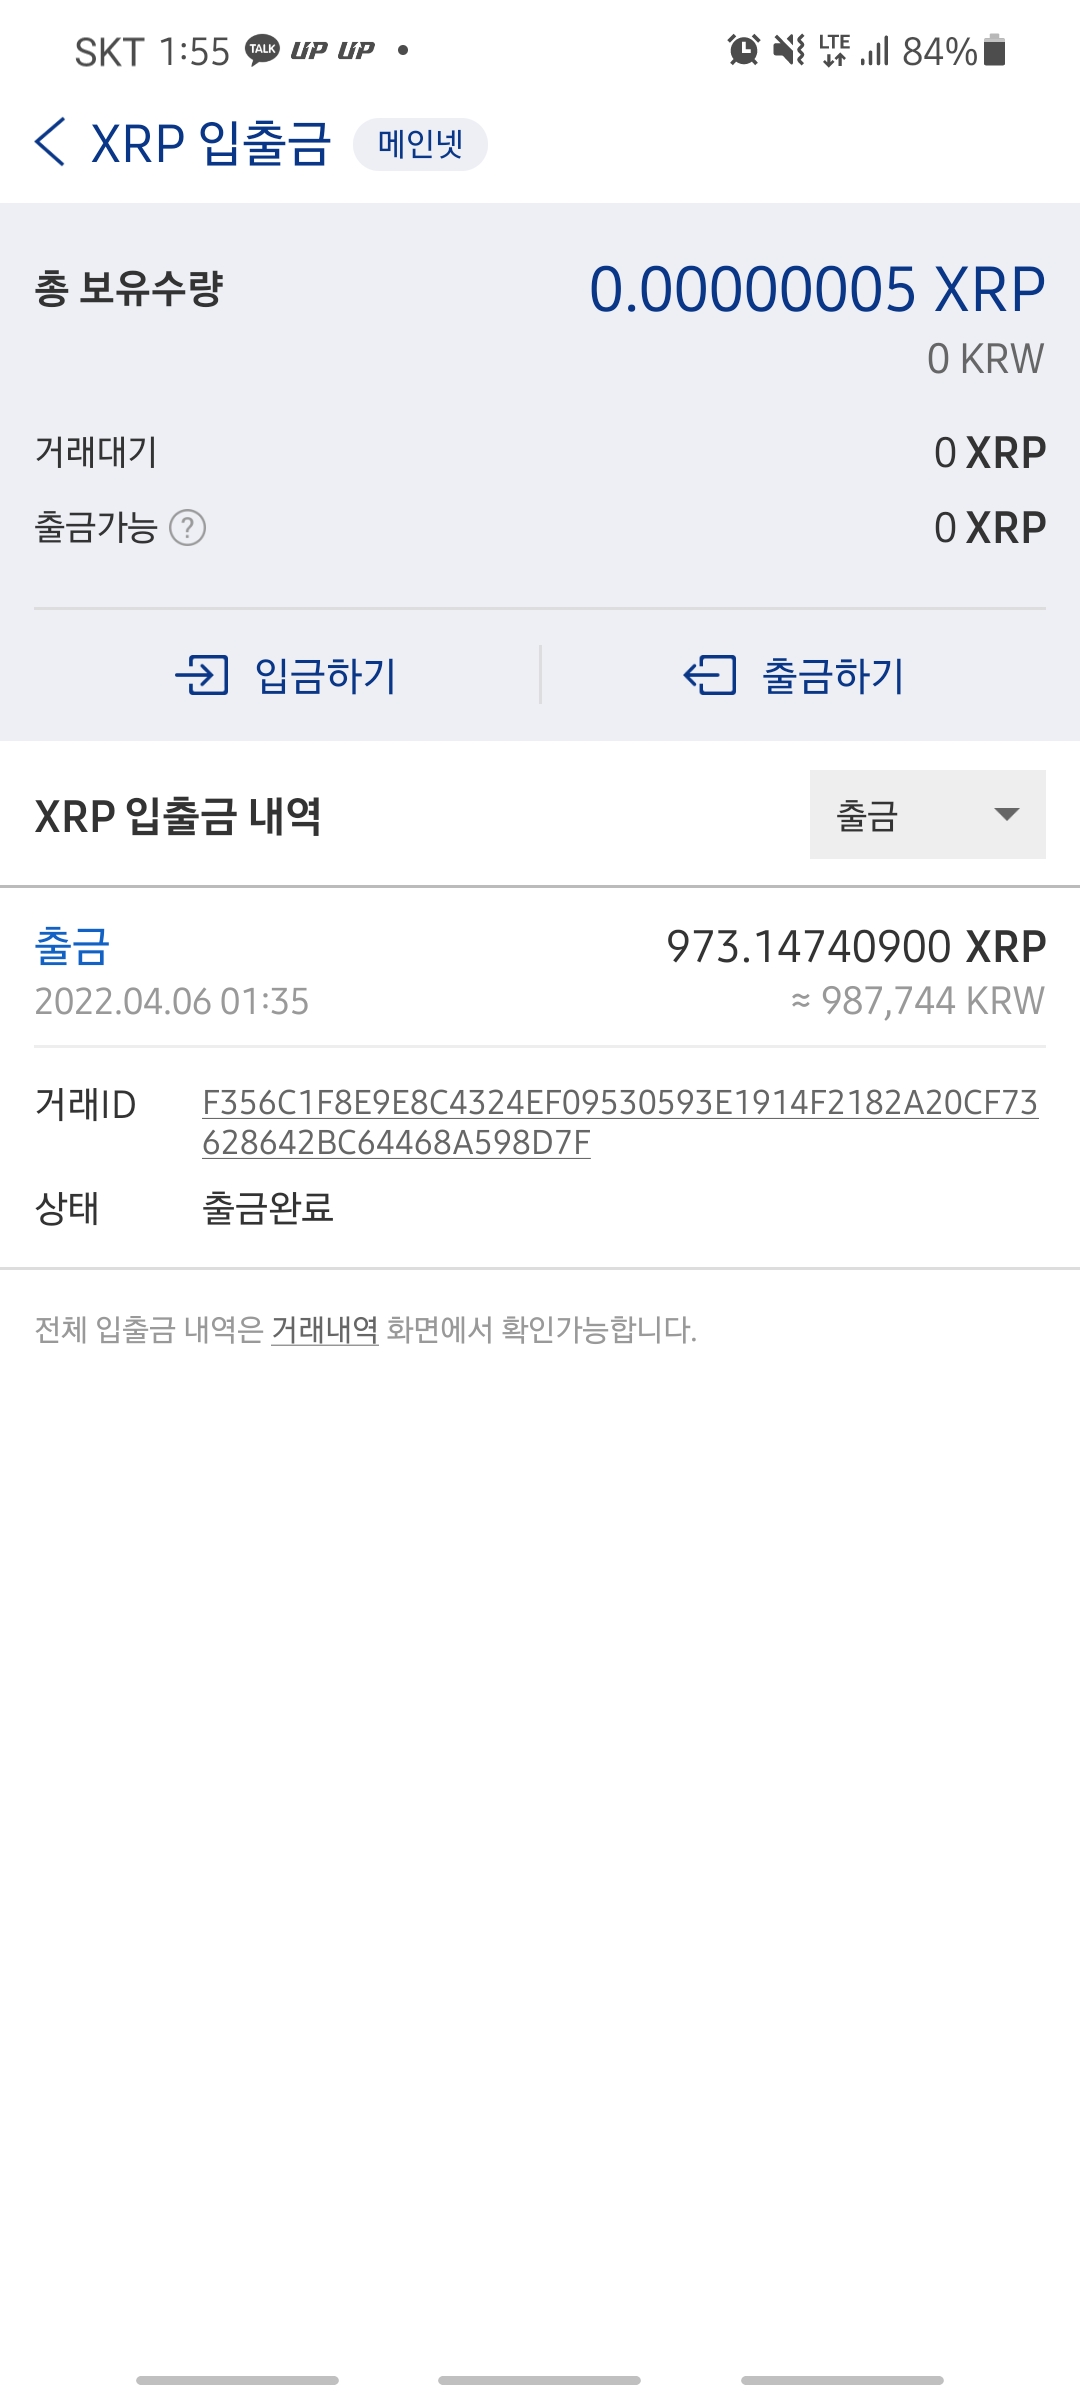 SKT 1:55 TALK UP UP •
LTE 84%
XRP 입출금 메인넷
총 보유수량 0.00000005 XRP
0 KRW
거래대기 0 XRP
출금가능 ? 0 XRP
입금하기 출금하기
XRP 입출금 내역 출금
출금 973.14740900 XRP
2022.04.06 01:35 ≈ 987,744 KRW
거래ID F356C1F8E9E8C4324EF09530593E1914F2182A20CF73
628642BC64468A598D7F
상태 출금완료
전체 입출금 내역은 거래내역 화면에서 확인가능합니다.